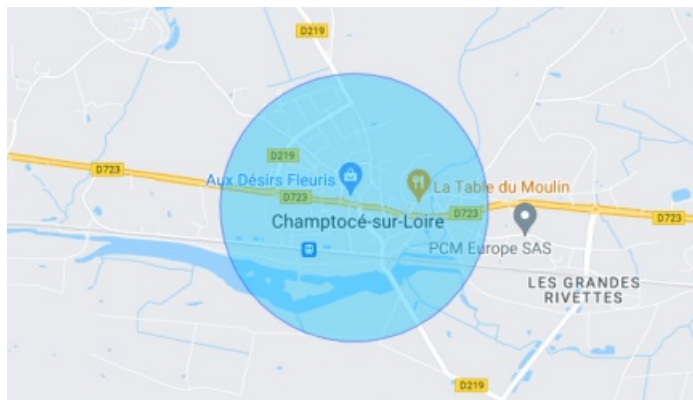 D219
D219
D723
Aux Désirs Fleuris
D723
La Table du Moulin
D723
D723
Champtocé-sur-Loire
PCM Europe SAS
LES GRANDES
RIVETTES
D219